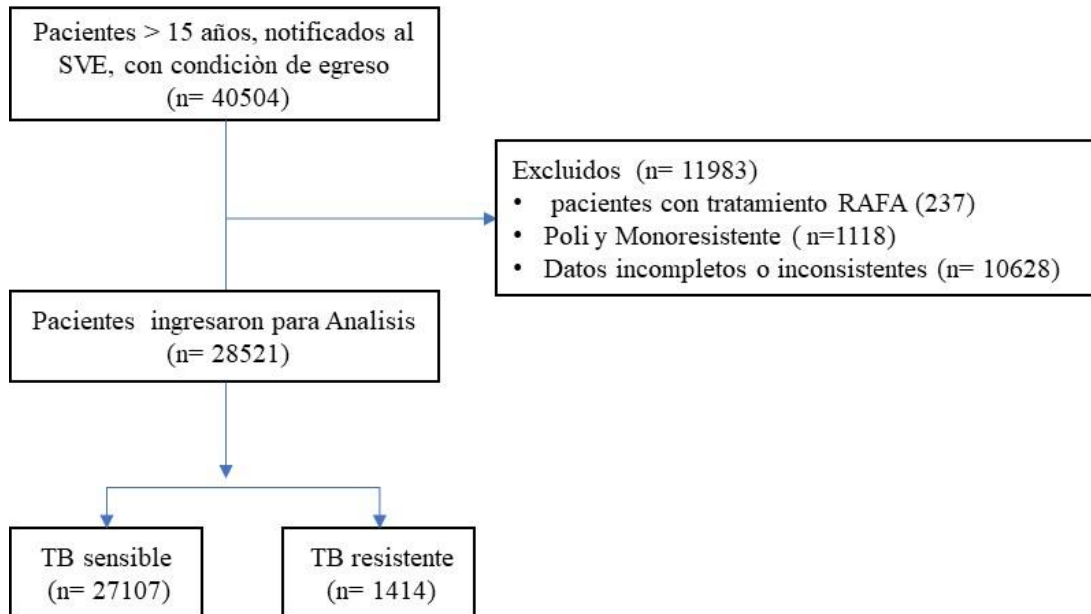 Pacientes > 15 años, notificados al
SVE, con condiciòn de egreso
(n= 40504)
Excluidos (n= 11983)
• pacientes con tratamiento RAFA (237)
• Poli y Monoresistente ( n=1118)
• Datos incompletos o inconsistentes (n= 10628)
Pacientes ingresaron para Analisis
(n= 28521)
TB sensible
(n= 27107)
TB resistente
(n= 1414)